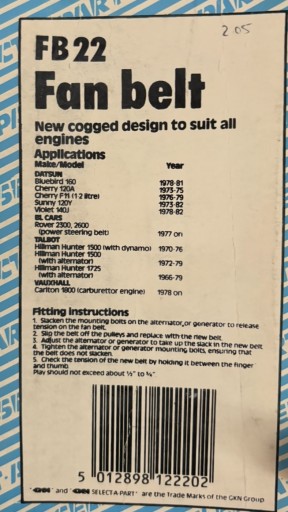 2.05
FB22
Fan belt
New cogged design to suit all
engines
Applications
Make/Model Year
DATSUN
Bluebird 160 1978-81
Cherry 120A 1973-75
Cherry F11 (1·2 litre) 1976-79
Sunny 120Y 1973-82
Violet 140J 1978-82
BL CARS
Rover 2300, 2600
(power steering belt) 1977 on
TALBOT
Hillman Hunter 1500 (with dynamo) 1970-76
Hillman Hunter 1500
(with alternator) 1972-79
Hillman Hunter 1725
(with alternator) 1966-79
VAUXHALL
Carlton 1800 (carburettor engine) 1978 on
Fitting instructions
1. Slacken the mounting bolts on the alternator, or generator to release
tension on the fan belt.
2. Slip the belt off the pulleys and replace with the new belt.
3. Adjust the alternator or generator to take up the slack in the new belt.
4. Tighten the alternator or generator mounting bolts, ensuring that
the belt does not slacken.
5. Check the tension of the new belt by holding it between the finger
and thumb.
Play should not exceed about ½" to ¾"
5 012898 122202
"GKN" and "GKN SELECT-A-PART" are the Trade Marks of the GKN Group